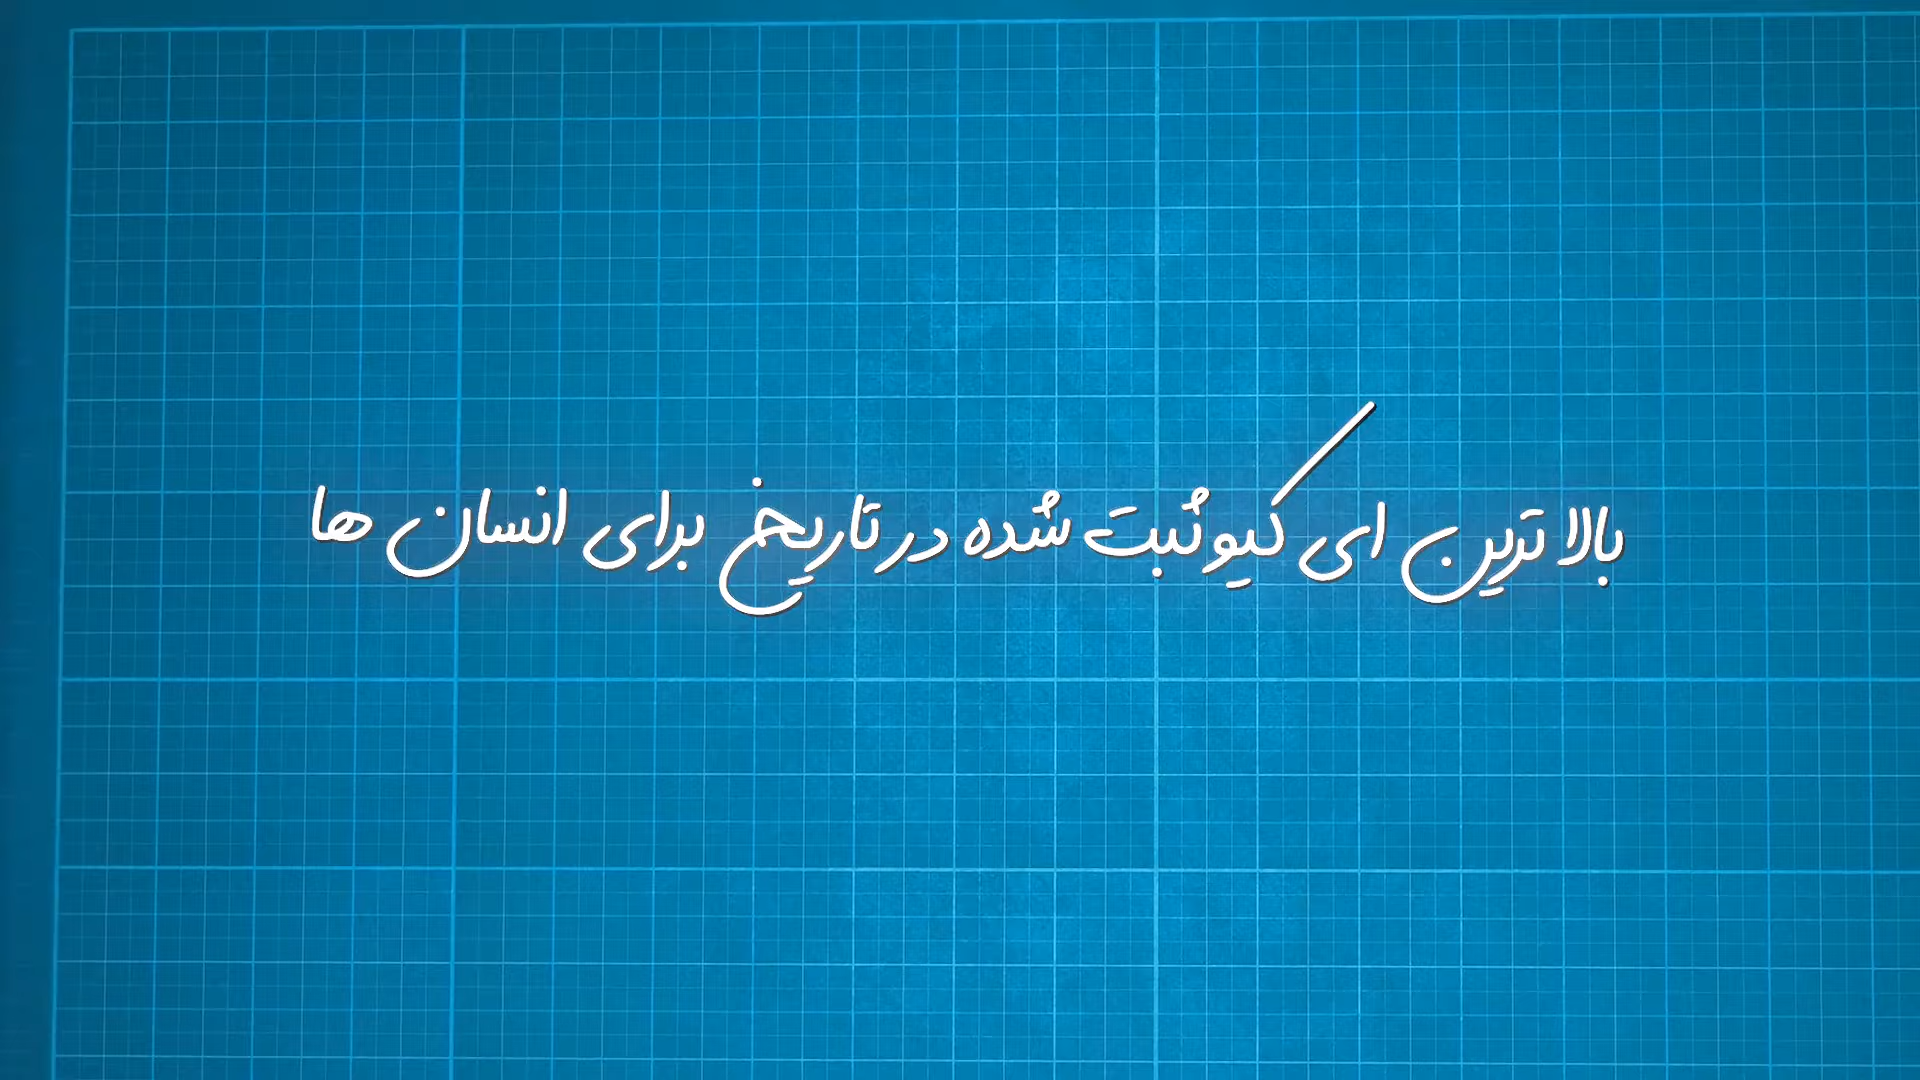 بالاترین ای کیو ثبت شده در تاریخ برای انسان ها